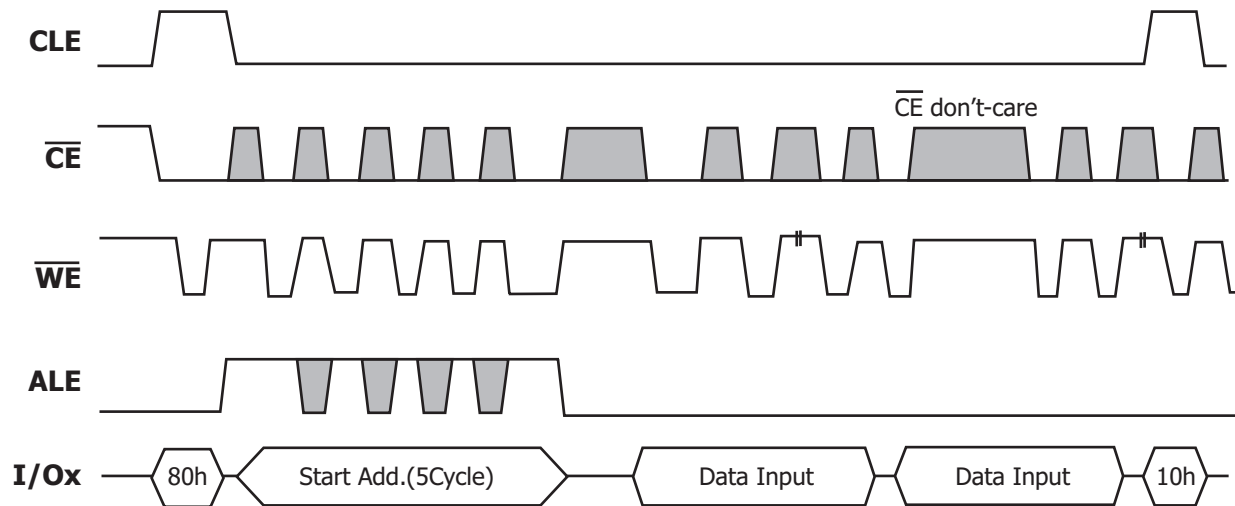 CLE
CE don't-care
CE
WE
ALE
I/Ox
80h
Start Add.(5Cycle)
Data Input
Data Input
10h